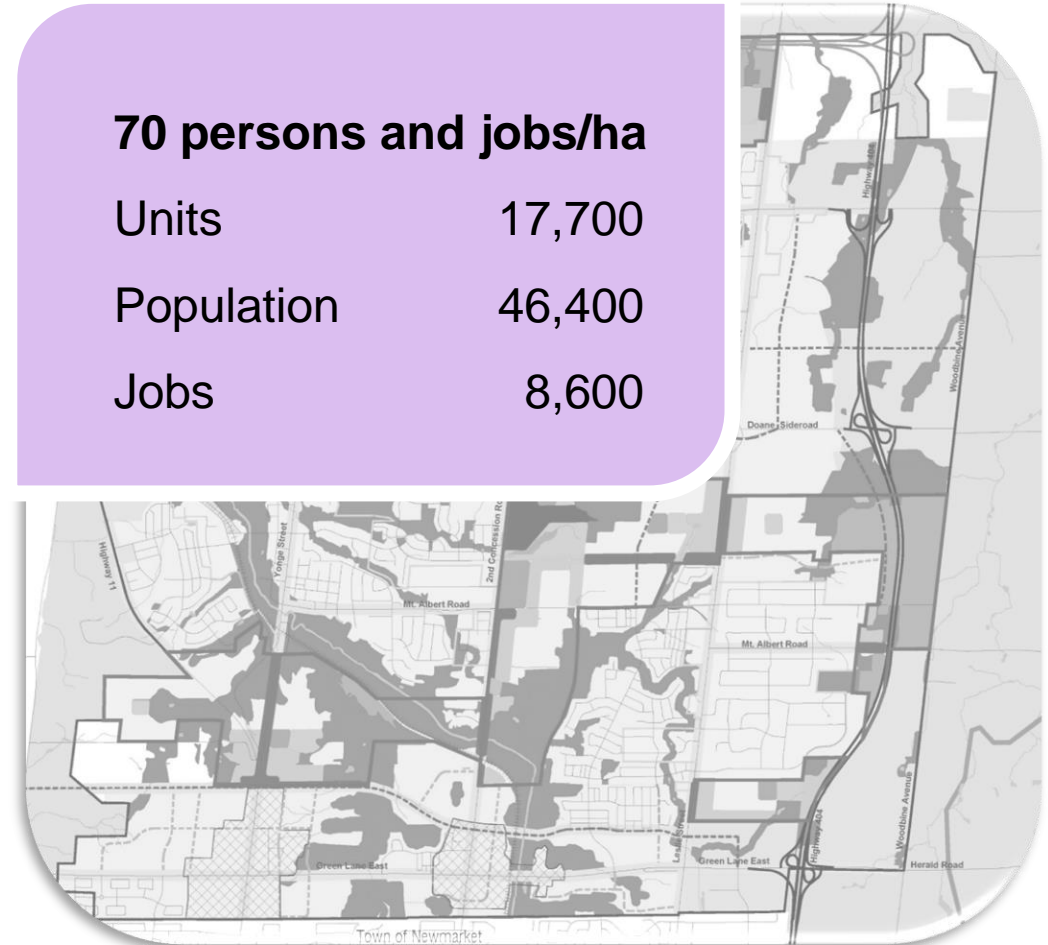 70 persons and jobs/ha
Units 17,700
Population 46,400
Jobs 8,600
Highway 404
Woodbine Avenue
Doane Sideroad
Highway 11
Yonge Street
2nd Concession Ro
Mt. Albert Road
Mt. Albert Road
Leslie Street
Highway 404
Woodbine Avenue
Green Lane East
Green Lane East
Herald Road
Town of Newmarket